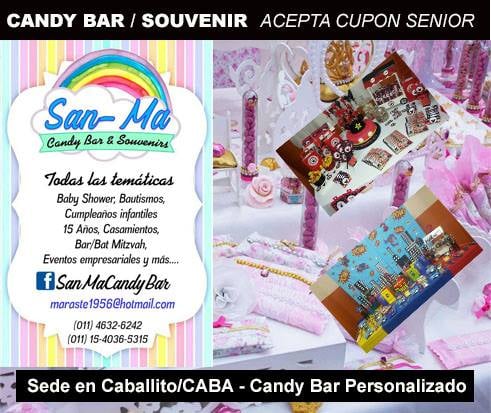 CANDY BAR / SOUVENIR ACEPTA CUPON SENIOR
San-Ma
Candy Bar & Souvenirs
Todas las temáticas
Baby Shower, Bautismos,
Cumpleaños infantiles
15 Años, Casamientos,
Bar/Bat Mitzvah,
Eventos empresariales y más....
f SanMaCandyBar
maraste1956@hotmail.com
(011) 4632-6242
(011) 15-4036-5315
Sede en Caballito/CABA - Candy Bar Personalizado